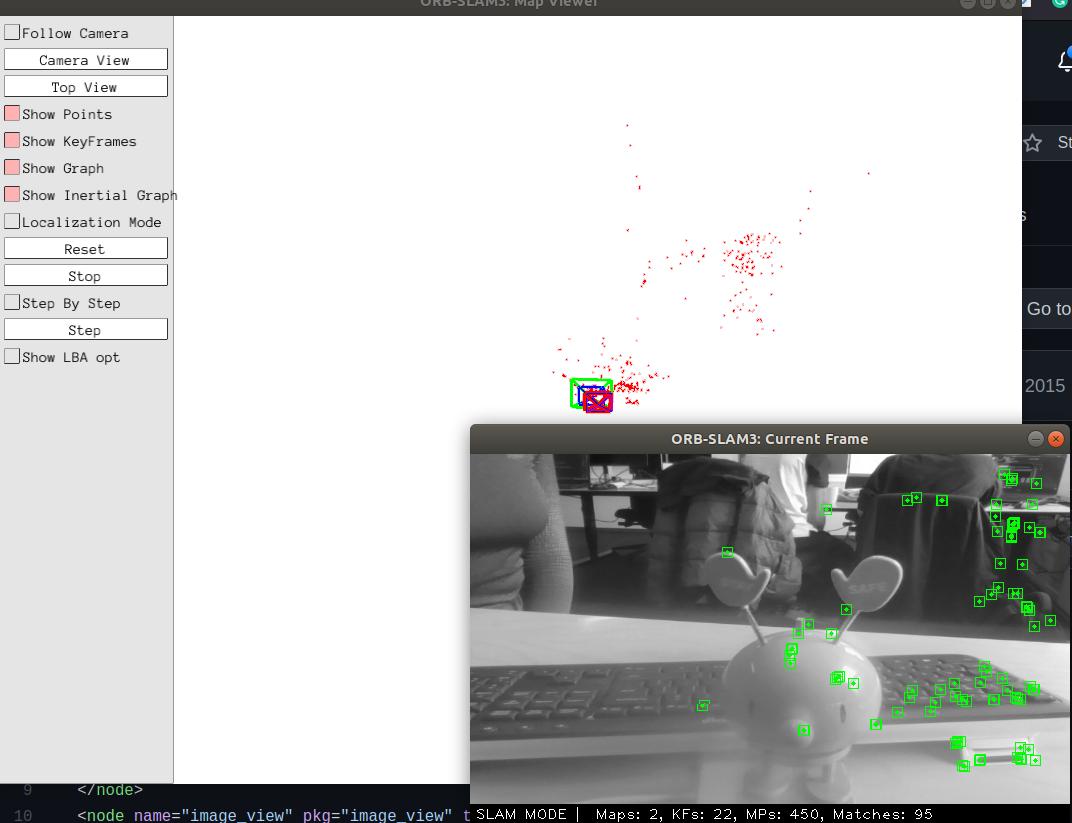 ORB-SLAM3: Map Viewer
Follow Camera
Camera View
Top View
Show Points
Show KeyFrames
Show Graph
Show Inertial Graph
Localization Mode
Reset
Stop
Step By Step
Step
Show LBA opt
St
s
Go to
2015
ORB-SLAM3: Current Frame
SAFE
SLAM MODE | Maps: 2, KFs: 22, MPs: 450, Matches: 95
9 </node>
10 <node name="image_view" pkg="image_view" t